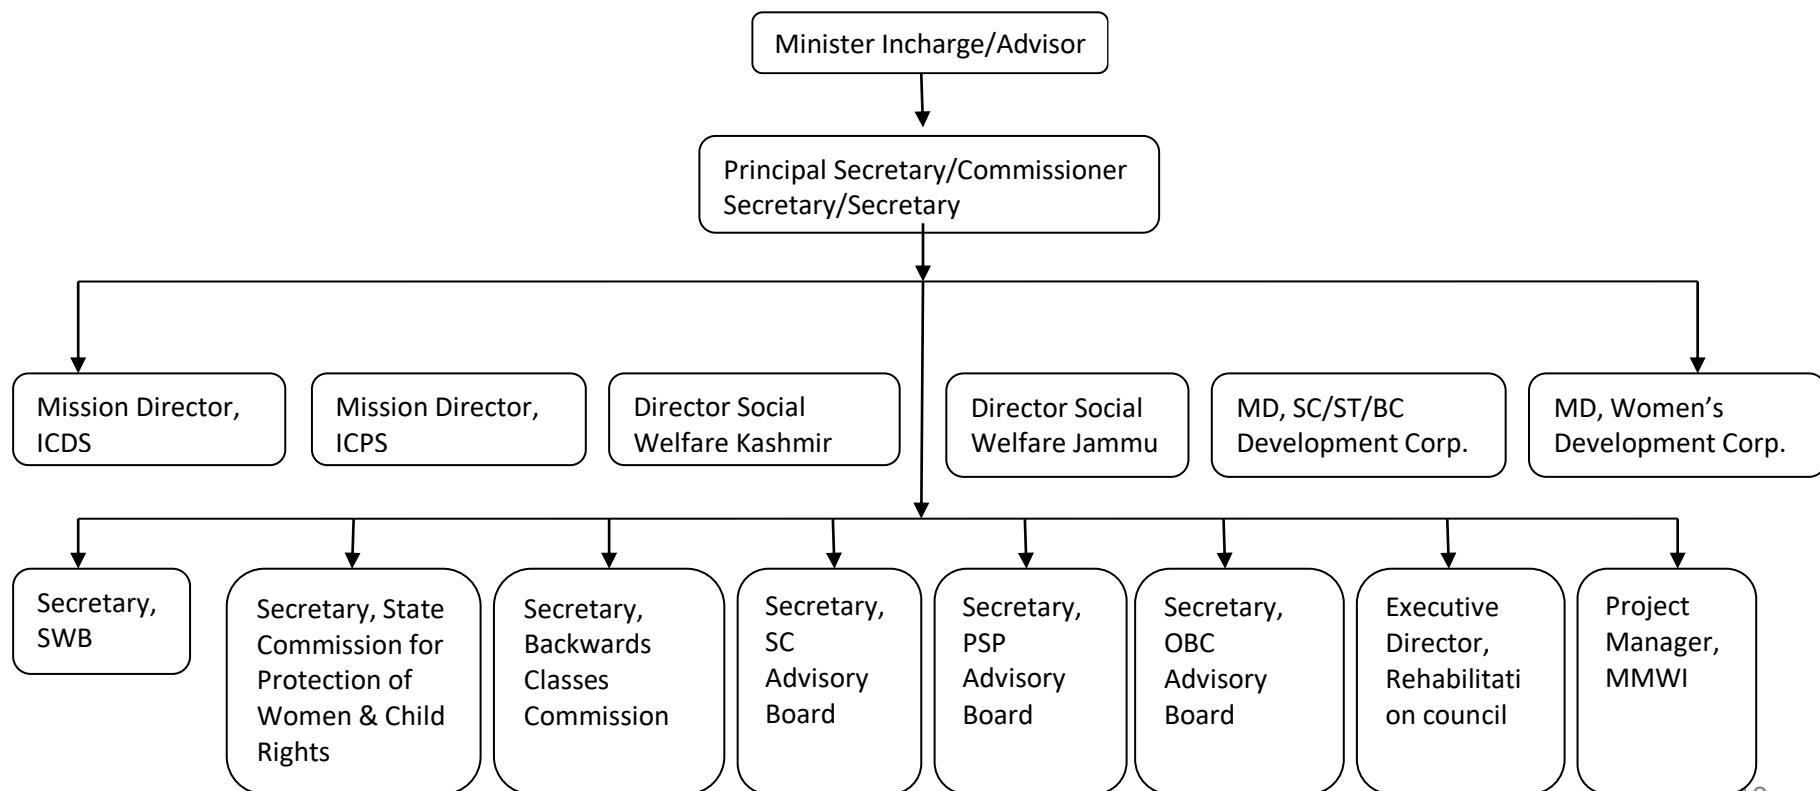 Minister Incharge/Advisor
Principal Secretary/Commissioner
Secretary/Secretary
Mission Director,
ICDS
Mission Director,
ICPS
Director Social
Welfare Kashmir
Director Social
Welfare Jammu
MD, SC/ST/BC
Development Corp.
MD, Women’s
Development Corp.
Secretary,
SWB
Secretary, State
Commission for
Protection of
Women & Child
Rights
Secretary,
Backwards
Classes
Commission
Secretary,
SC
Advisory
Board
Secretary,
PSP
Advisory
Board
Secretary,
OBC
Advisory
Board
Executive
Director,
Rehabilitati
on council
Project
Manager,
MMWI